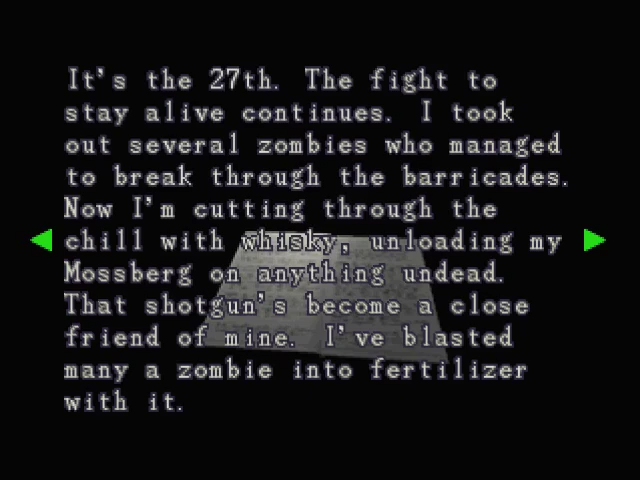 It's the 27th. The fight to
stay alive continues. I took
out several zombies who managed
to break through the barricades.
Now I'm cutting through the
chill with whisky, unloading my
Mossberg on anything undead.
That shotgun's become a close
friend of mine. I've blasted
many a zombie into fertilizer
with it.